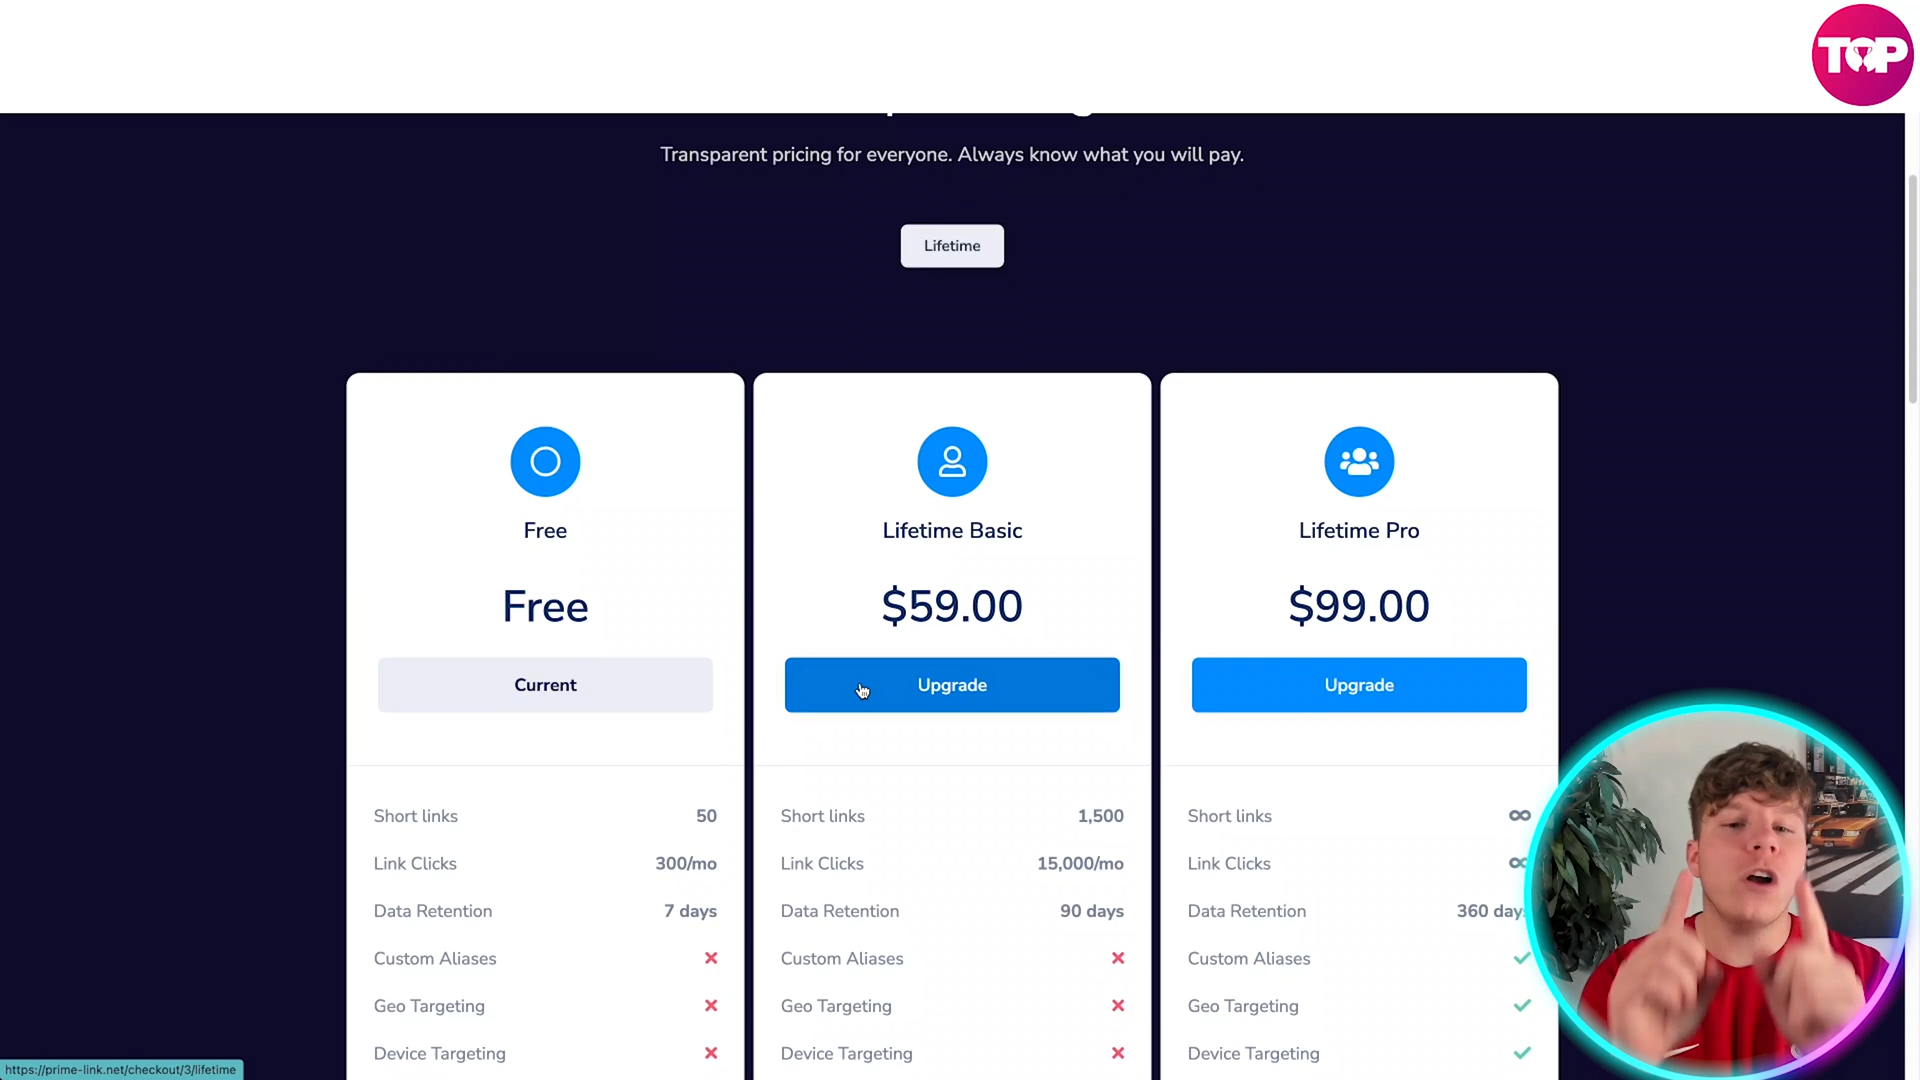 TOP
Transparent pricing for everyone. Always know what you will pay.
Lifetime
Free
Free
Current
Short links 50
Link Clicks 300/mo
Data Retention 7 days
Custom Aliases ×
Geo Targeting ×
Device Targeting ×
Lifetime Basic
$59.00
Upgrade
Short links 1,500
Link Clicks 15,000/mo
Data Retention 90 days
Custom Aliases ×
Geo Targeting ×
Device Targeting ×
Lifetime Pro
$99.00
Upgrade
Short links ∞
Link Clicks ∞
Data Retention 360 days
Custom Aliases ✓
Geo Targeting ✓
Device Targeting ✓
https://prime-link.net/checkout/3/lifetime